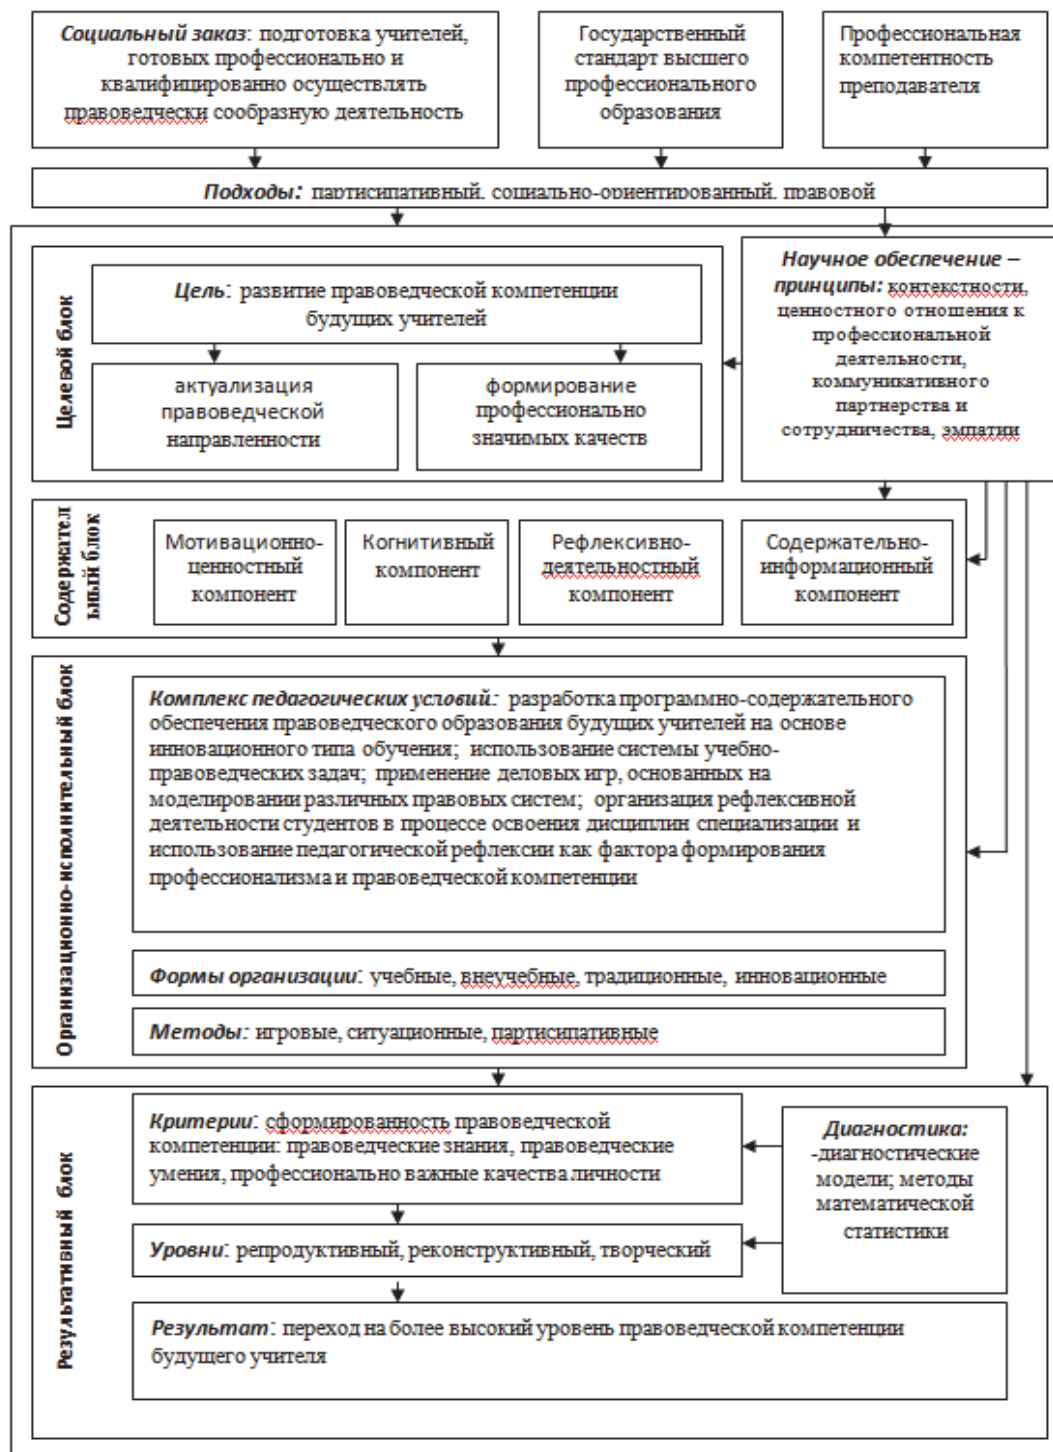 Социальный заказ: подготовка учителей,
готовых профессионально и
квалифицированно осуществлять
правоведчески сообразную деятельность
Государственный
стандарт высшего
профессионального
образования
Профессиональная
компетентность
преподавателя
Подходы: партисипативный, социально-ориентированный, правовой
Целевой блок
Цель: развитие правоведческой компетенции
будущих учителей
актуализация
правоведческой
направленности
формирование
профессионально
значимых качеств
Научное обеспечение –
принципы: контекстности,
ценностного отношения к
профессиональной
деятельности,
коммуникативного
партнерства и
сотрудничества, эмпатии
Содержател
ьный блок
Мотивационно-
ценностный
компонент
Когнитивный
компонент
Рефлексивно-
деятельностный
компонент
Содержательно-
информационный
компонент
Организационно-исполнительный блок
Комплекс педагогических условий: разработка программно-содержательного
обеспечения правоведческого образования будущих учителей на основе
инновационного типа обучения; использование системы учебно-
правоведческих задач; применение деловых игр, основанных на
моделировании различных правовых систем; организация рефлексивной
деятельности студентов в процессе освоения дисциплин специализации и
использование педагогической рефлексии как фактора формирования
профессионализма и правоведческой компетенции
Формы организации: учебные, внеучебные, традиционные, инновационные
Методы: игровые, ситуационные, партисипативные
Результативный блок
Критерии: сформированность правоведческой
компетенции: правоведческие знания, правоведческие
умения, профессионально важные качества личности
Диагностика:
-диагностические
модели; методы
математической
статистики
Уровни: репродуктивный, реконструктивный, творческий
Результат: переход на более высокий уровень правоведческой компетенции
будущего учителя